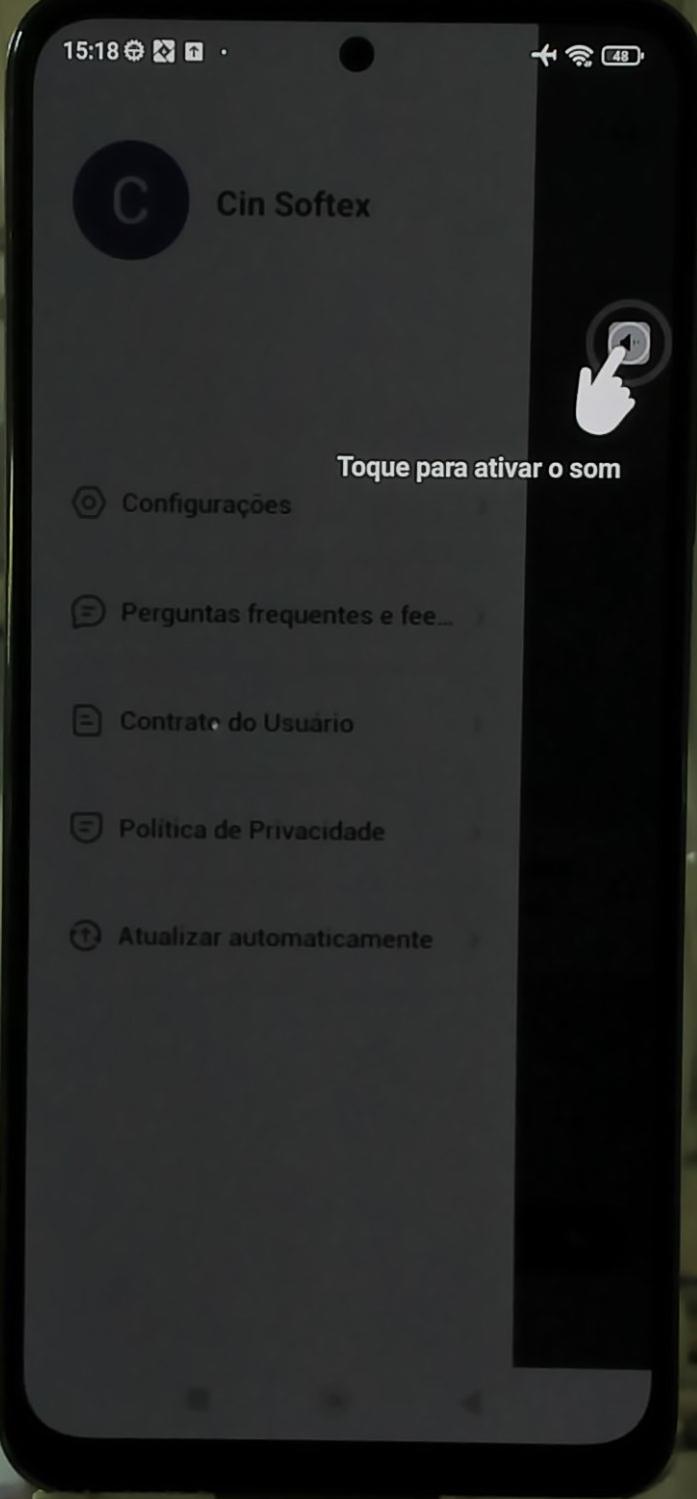 15:18
48
C
Cin Softex
Toque para ativar o som
Configurações
Perguntas frequentes e fee...
Contrato do Usuário
Política de Privacidade
Atualizar automaticamente